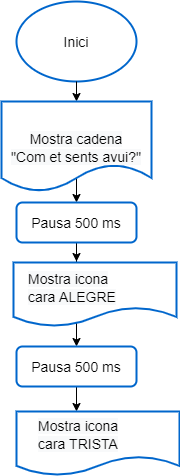 Inici
Mostra cadena
"Com et sents avui?"
Pausa 500 ms
Mostra icona
cara ALEGRE
Pausa 500 ms
Mostra icona
cara TRISTA